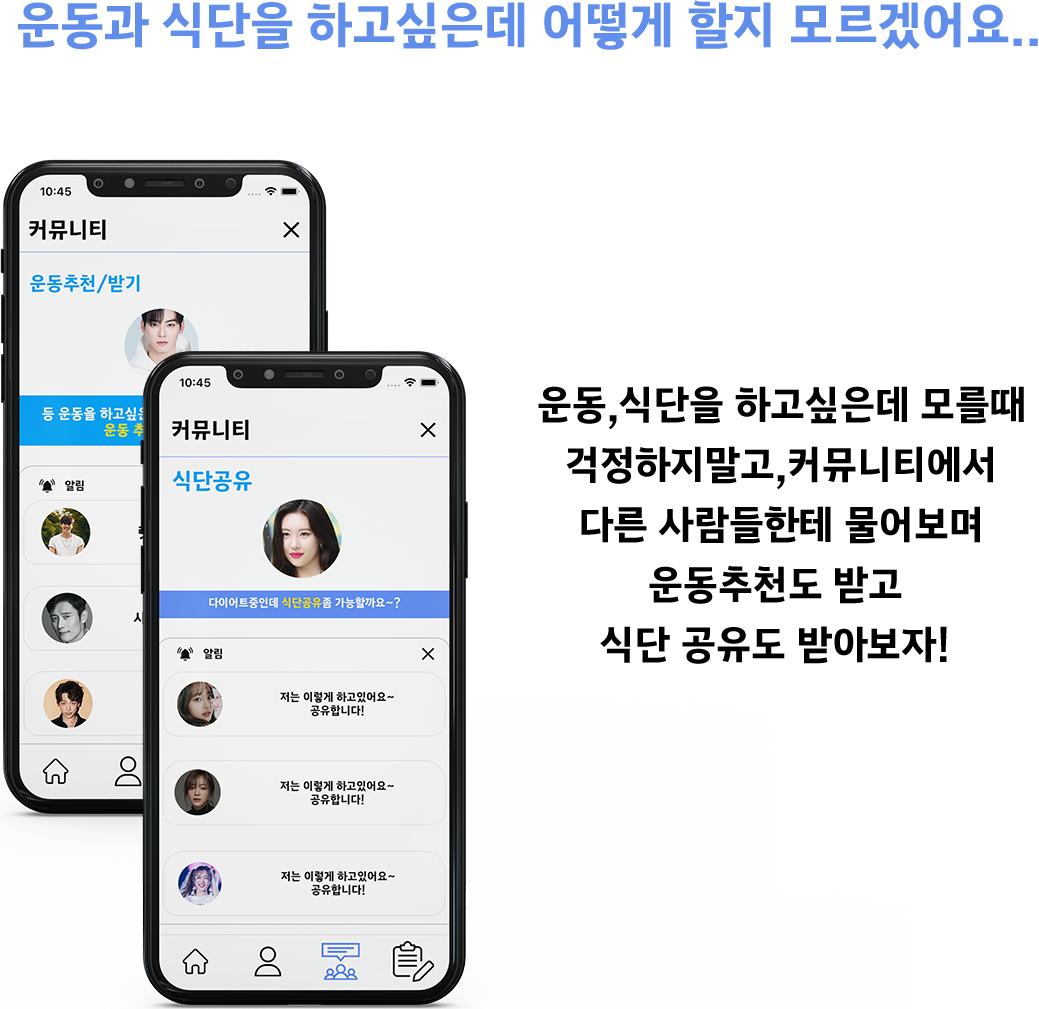 운동과 식단을 하고싶은데 어떻게 할지 모르겠어요..
10:45
커뮤니티
운동추천/받기
등 운동을 하고싶은
운동
알림
10:45
커뮤니티
식단공유
다이어트중인데 식단공유좀 가능할까요~?
알림
저는 이렇게 하고있어요~
공유합니다!
저는 이렇게 하고있어요~
공유합니다!
저는 이렇게 하고있어요~
공유합니다!
운동,식단을 하고싶은데 모를때
걱정하지말고,커뮤니티에서
다른 사람들한테 물어보며
운동추천도 받고
식단 공유도 받아보자!